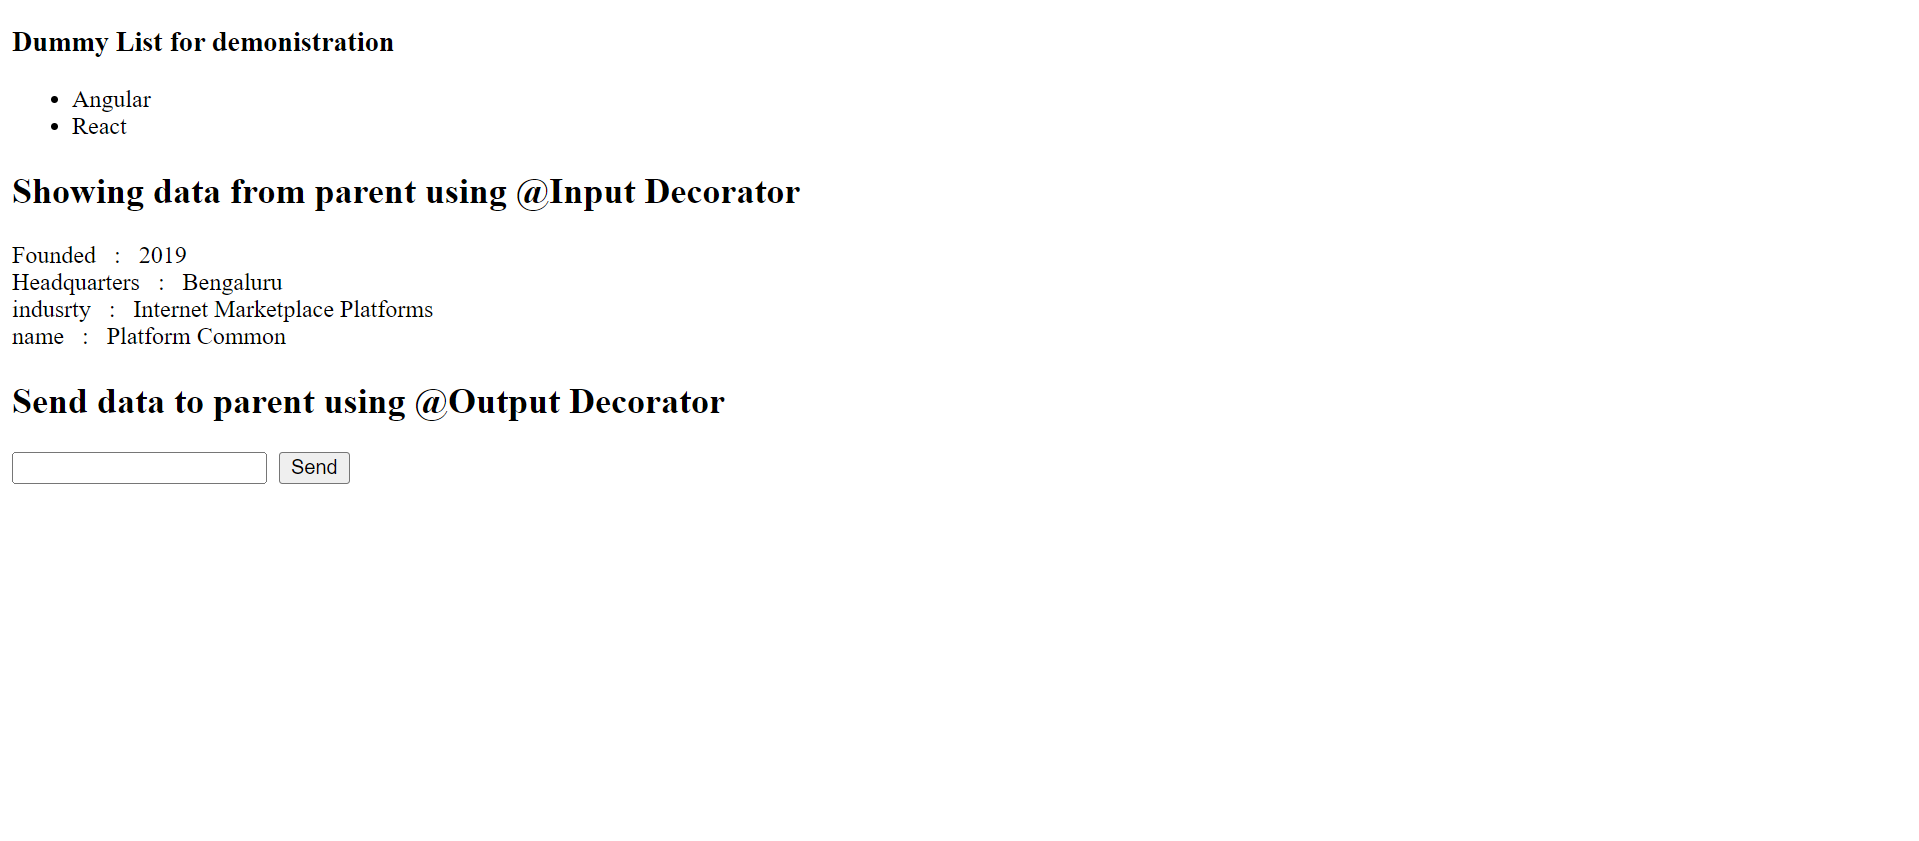 Dummy List for demonistration
• Angular
• React
Showing data from parent using @Input Decorator
Founded : 2019
Headquarters : Bengaluru
indusrty : Internet Marketplace Platforms
name : Platform Common
Send data to parent using @Output Decorator
Send